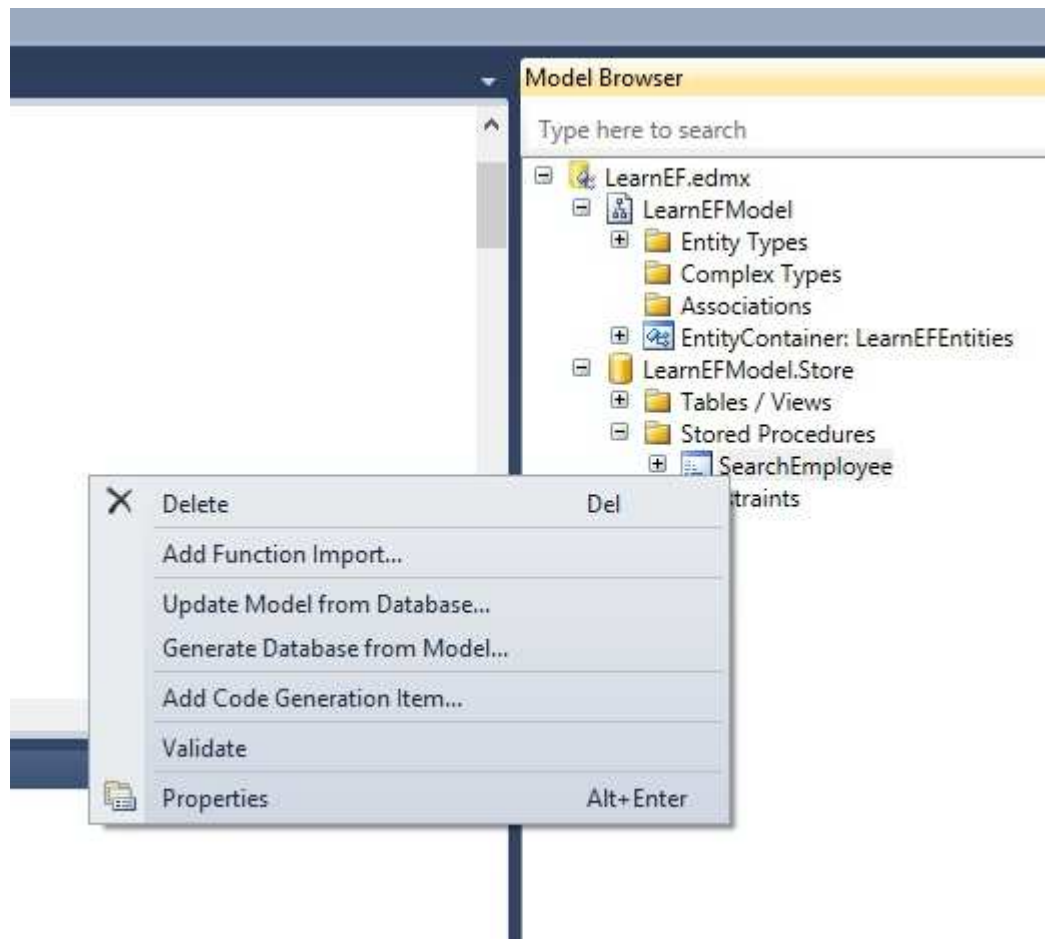 Model Browser
Type here to search
LearnEF.edmx
LearnEFModel
Entity Types
Complex Types
Associations
EntityContainer: LearnEFEntities
LearnEFModel.Store
Tables / Views
Stored Procedures
SearchEmployee
straints
Delete Del
Add Function Import...
Update Model from Database...
Generate Database from Model...
Add Code Generation Item...
Validate
Properties Alt+Enter